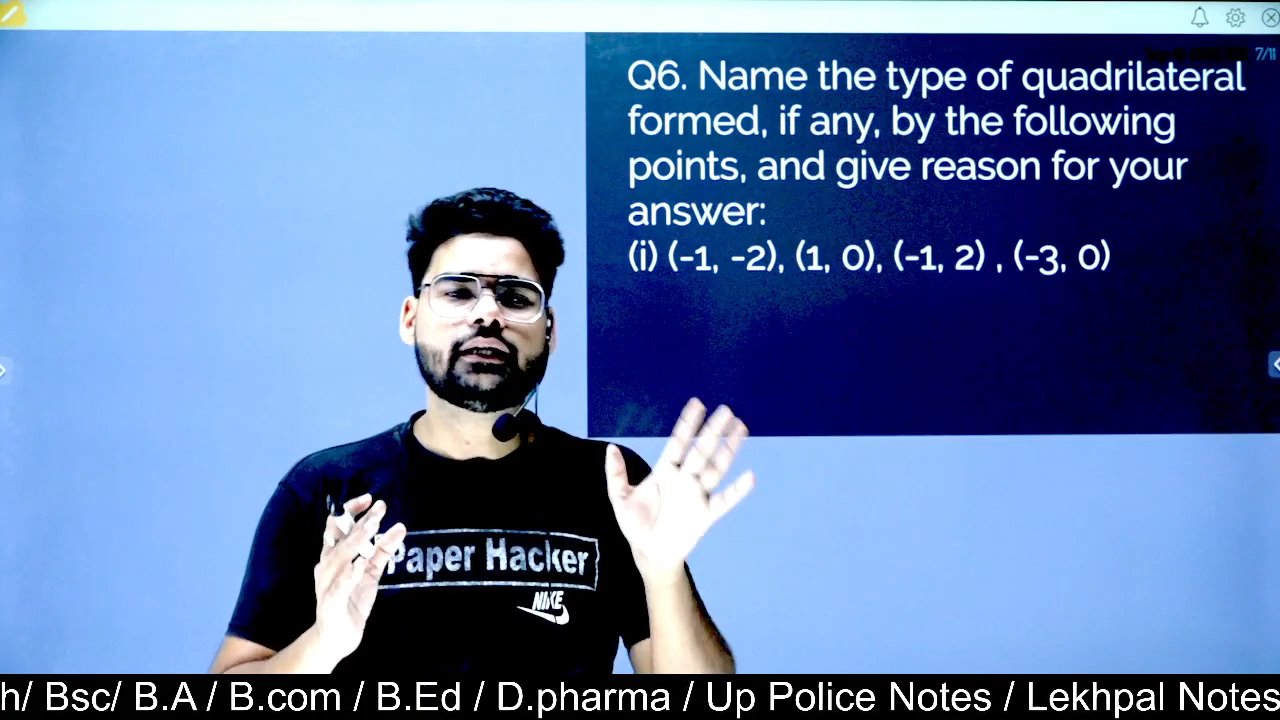 7/11
Q6. Name the type of quadrilateral
formed, if any, by the following
points, and give reason for your
answer:
(i) (-1, -2), (1, 0), (-1, 2) , (-3, 0)
Paper Hacker
NIKE
h/ Bsc/ B.A / B.com / B.Ed / D.pharma / Up Police Notes / Lekhpal Notes